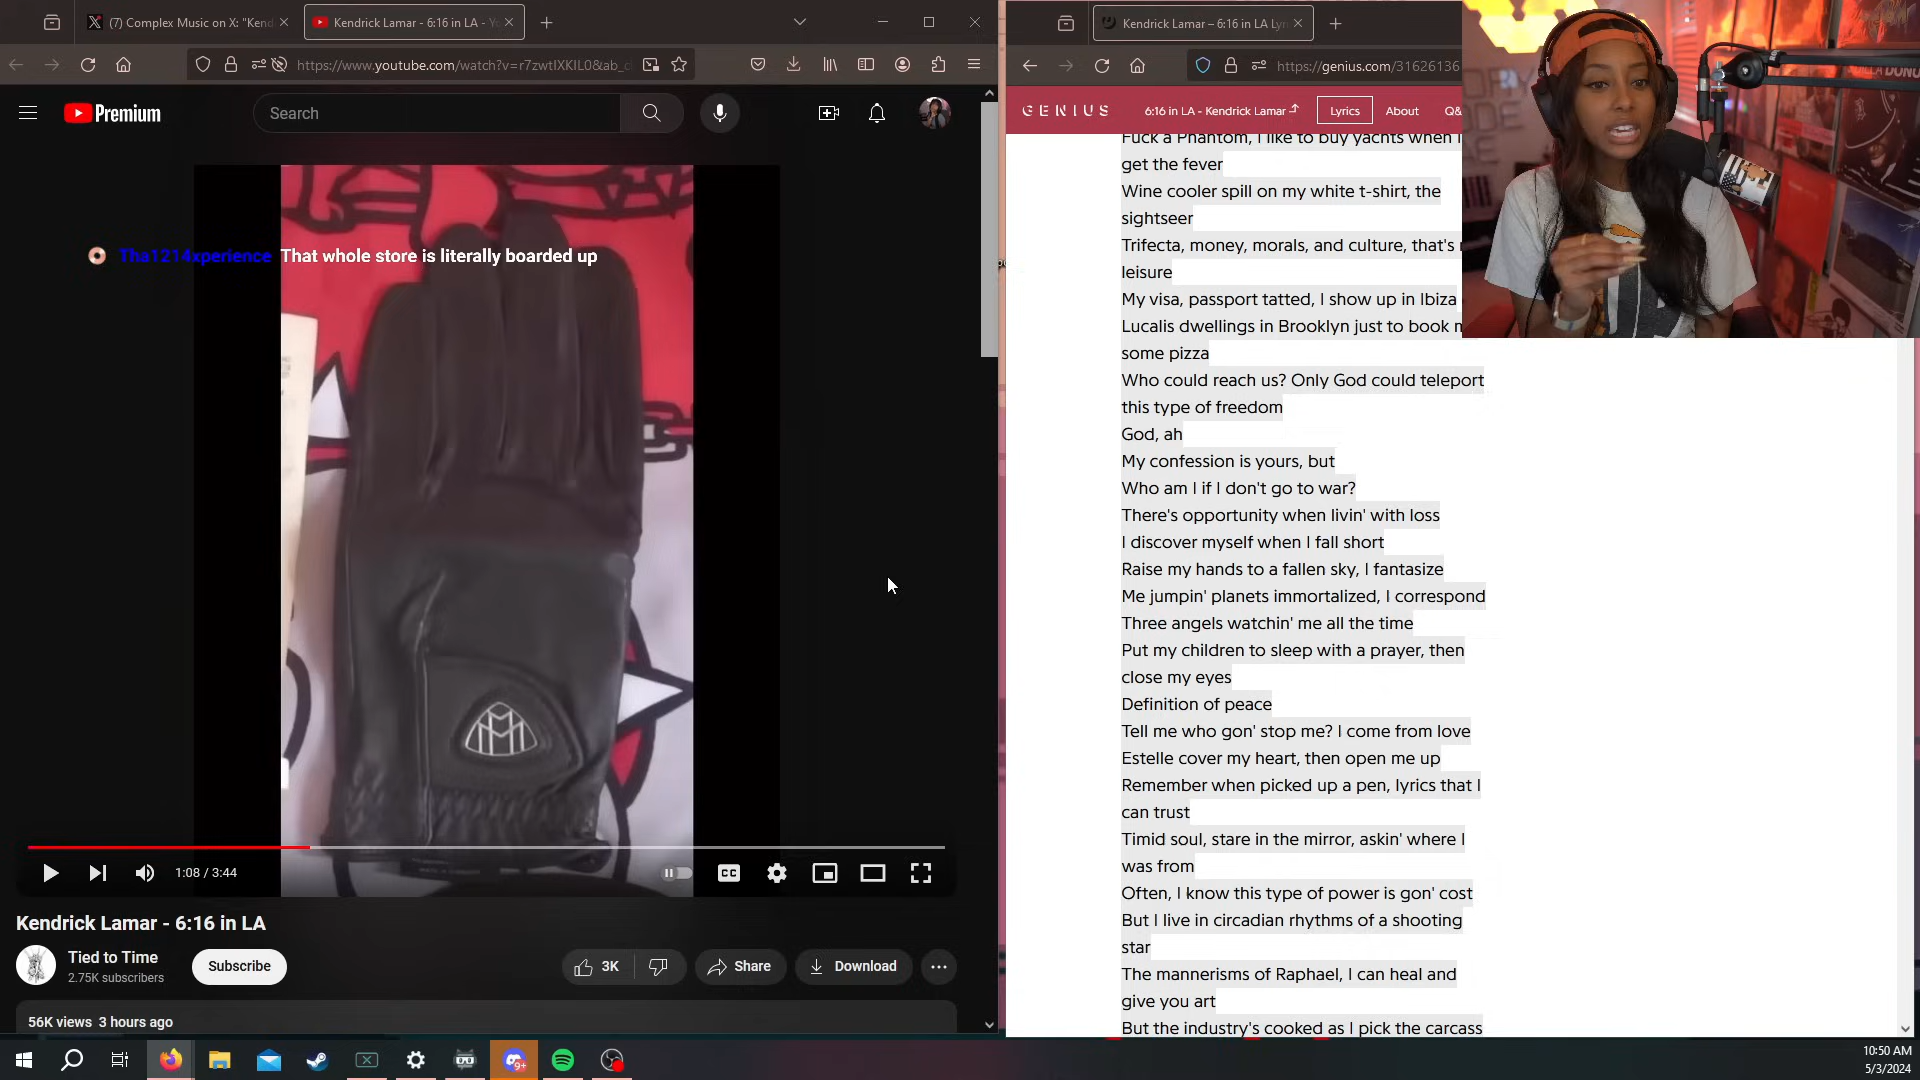 (7) Complex Music on X: "Kend
Kendrick Lamar - 6:16 in LA - Y
https://www.youtube.com/watch?v=r7zwtIXKIL0&ab_c
Premium
Search
Tha1214xperience That whole store is literally boarded up
1:08 / 3:44
CC
Kendrick Lamar - 6:16 in LA
Tied to Time
2.75K subscribers
Subscribe
3K
Share
Download
56K views 3 hours ago
Kendrick Lamar – 6:16 in LA Lyri
https://genius.com/31626136
GENIUS
6:16 in LA - Kendrick Lamar
Lyrics
About
Q&
Fuck a Phantom, I like to buy yachts when I
get the fever
Wine cooler spill on my white t-shirt, the
sightseer
Trifecta, money, morals, and culture, that's
leisure
My visa, passport tatted, I show up in Ibiza
Lucalis dwellings in Brooklyn just to book m
some pizza
Who could reach us? Only God could teleport
this type of freedom
God, ah
My confession is yours, but
Who am I if I don't go to war?
There's opportunity when livin' with loss
I discover myself when I fall short
Raise my hands to a fallen sky, I fantasize
Me jumpin' planets immortalized, I correspond
Three angels watchin' me all the time
Put my children to sleep with a prayer, then
close my eyes
Definition of peace
Tell me who gon' stop me? I come from love
Estelle cover my heart, then open me up
Remember when picked up a pen, lyrics that I
can trust
Timid soul, stare in the mirror, askin' where I
was from
Often, I know this type of power is gon' cost
But I live in circadian rhythms of a shooting
star
The mannerisms of Raphael, I can heal and
give you art
But the industry's cooked as I pick the carcass
9+
10:50 AM
5/3/2024